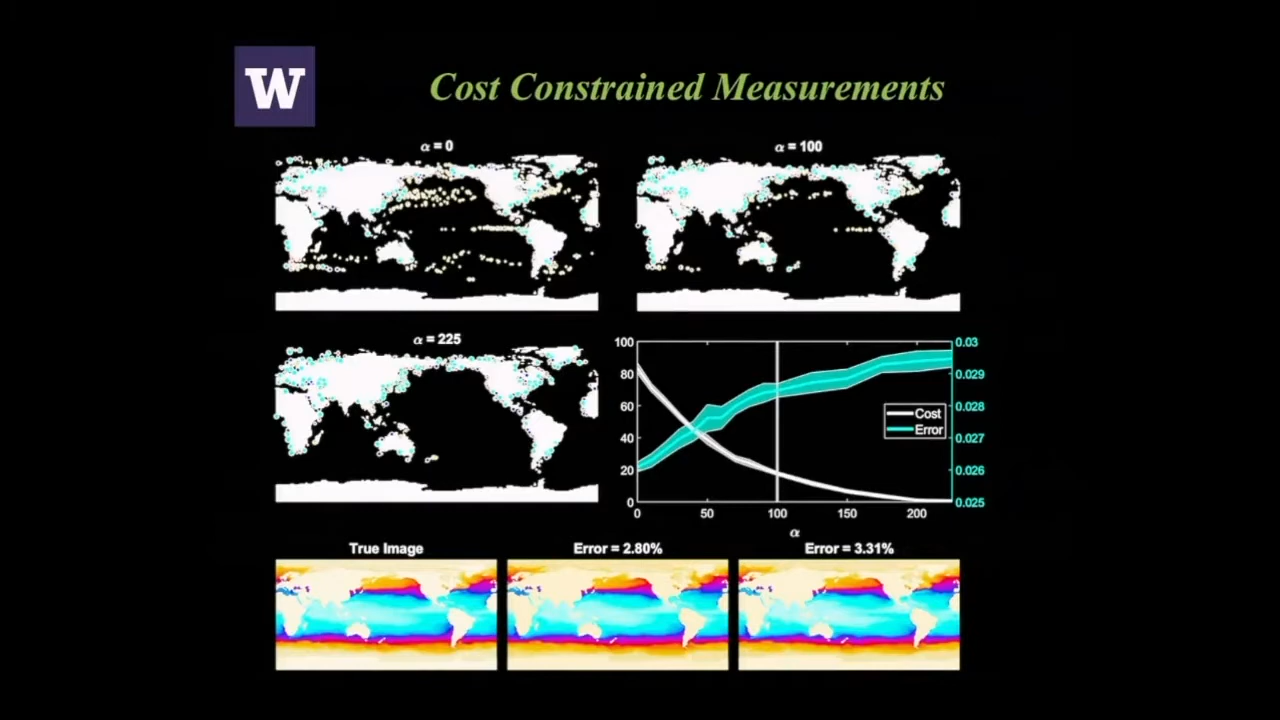 W
Cost Constrained Measurements
α = 0
α = 100
α = 225
100
80
60
40
20
0
0.03
0.029
0.028
0.027
0.026
0.025
Cost
Error
0
50
100
150
200
α
True Image
Error = 2.80%
Error = 3.31%